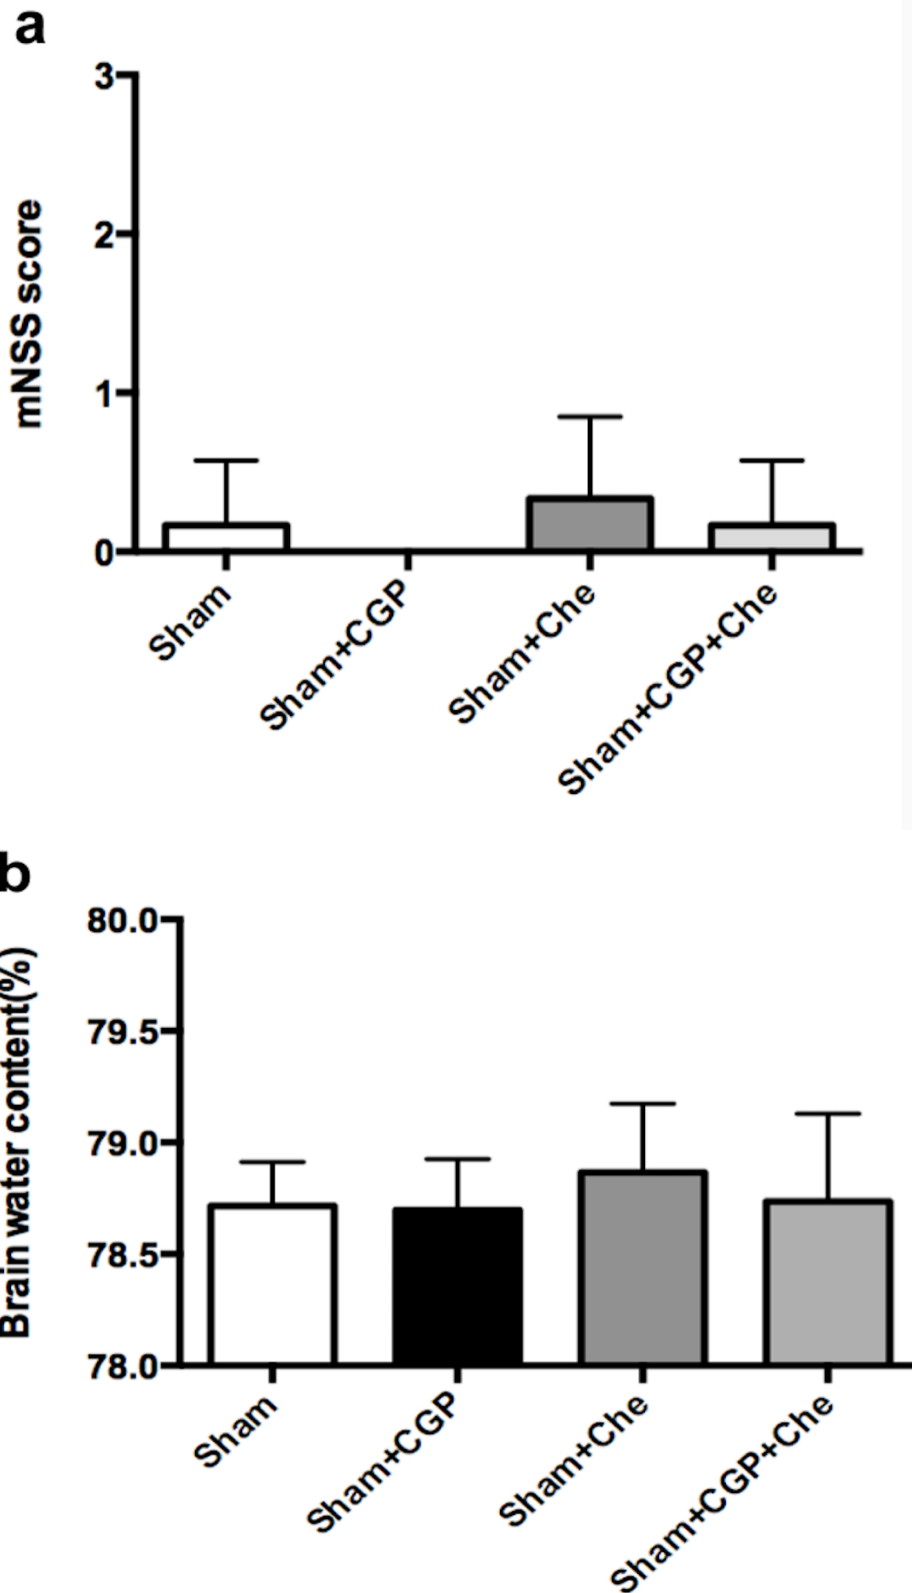 a
3
2
1
0
mNSS score
Sham
Sham+CGP
Sham+Che
Sham+CGP+Che
b
80.0
79.5
79.0
78.5
78.0
Brain water content(%)
Sham
Sham+CGP
Sham+Che
Sham+CGP+Che